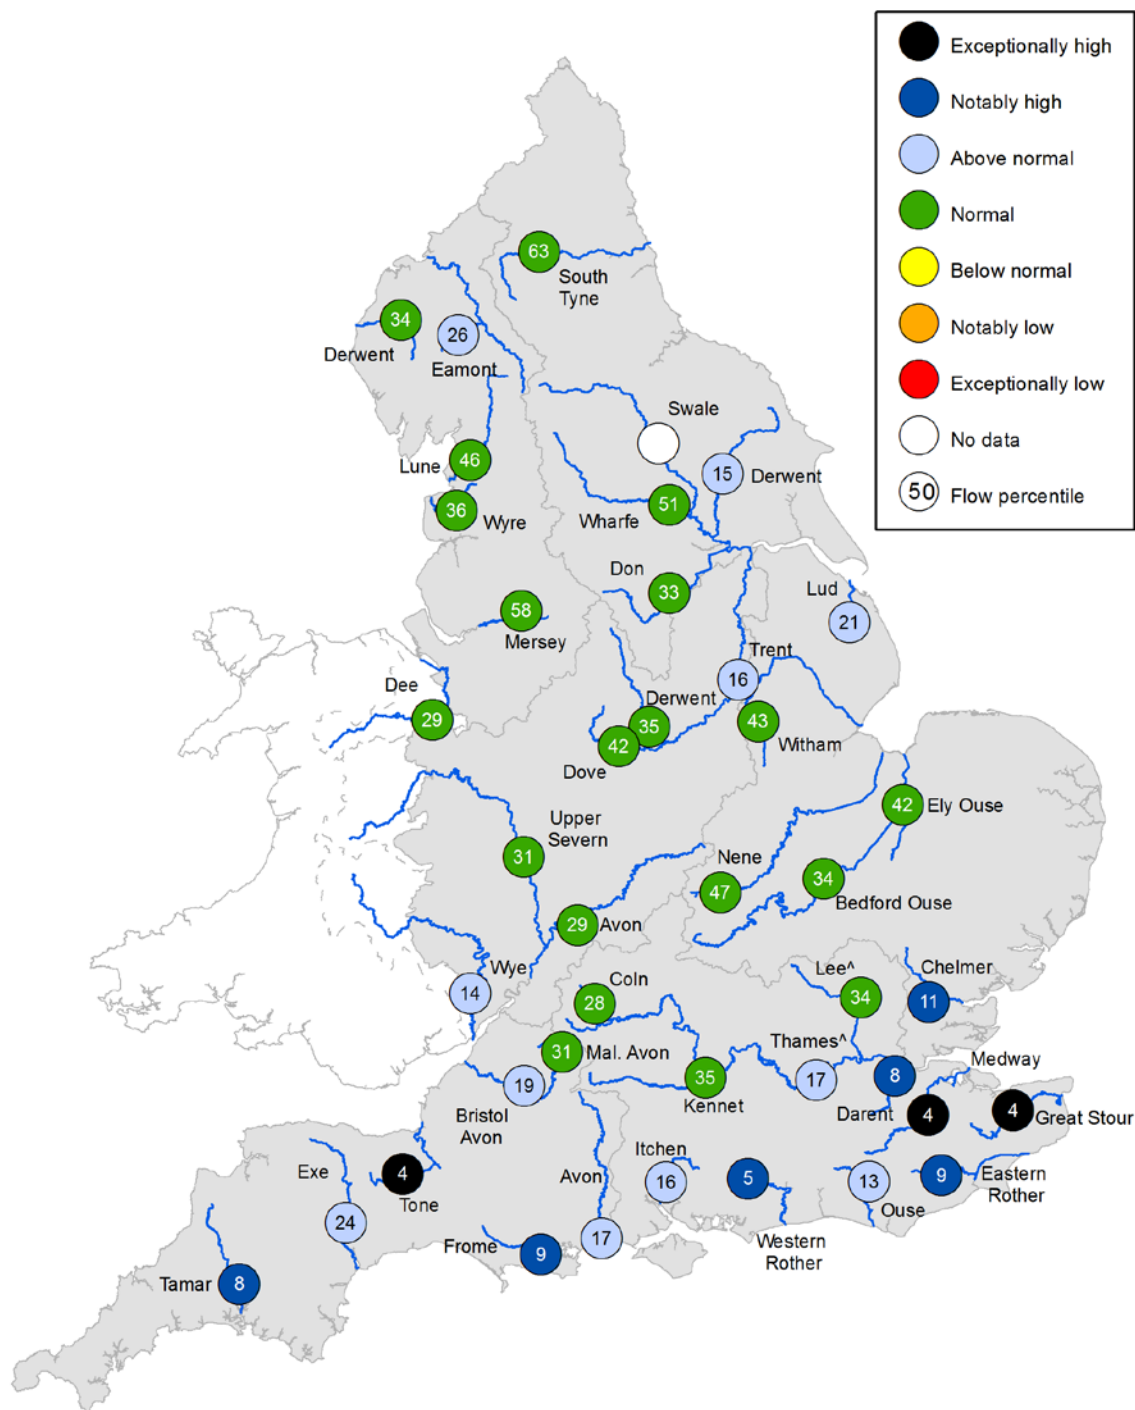 Exceptionally high
Notably high
Above normal
Normal
Below normal
Notably low
Exceptionally low
No data
50 Flow percentile
63
South
Tyne
34
Derwent
26
Eamont
Swale
15
Derwent
46
Lune
36
Wyre
51
Wharfe
Don
33
58
Mersey
Lud
21
Trent
16
Dee
29
Derwent
35
42
Dove
43
Witham
42
Ely Ouse
Upper
Severn
31
Nene
47
34
Bedford Ouse
29
Avon
Wye
14
Coln
28
Lee^
34
Chelmer
11
31
Mal. Avon
19
Bristol
Avon
35
Kennet
Thames^
17
8
Darent
Medway
4
4
Great Stour
Exe
24
4
Tone
Avon
17
Itchen
16
5
Western
Rother
13
Ouse
9
Eastern
Rother
Frome
9
Tamar
8